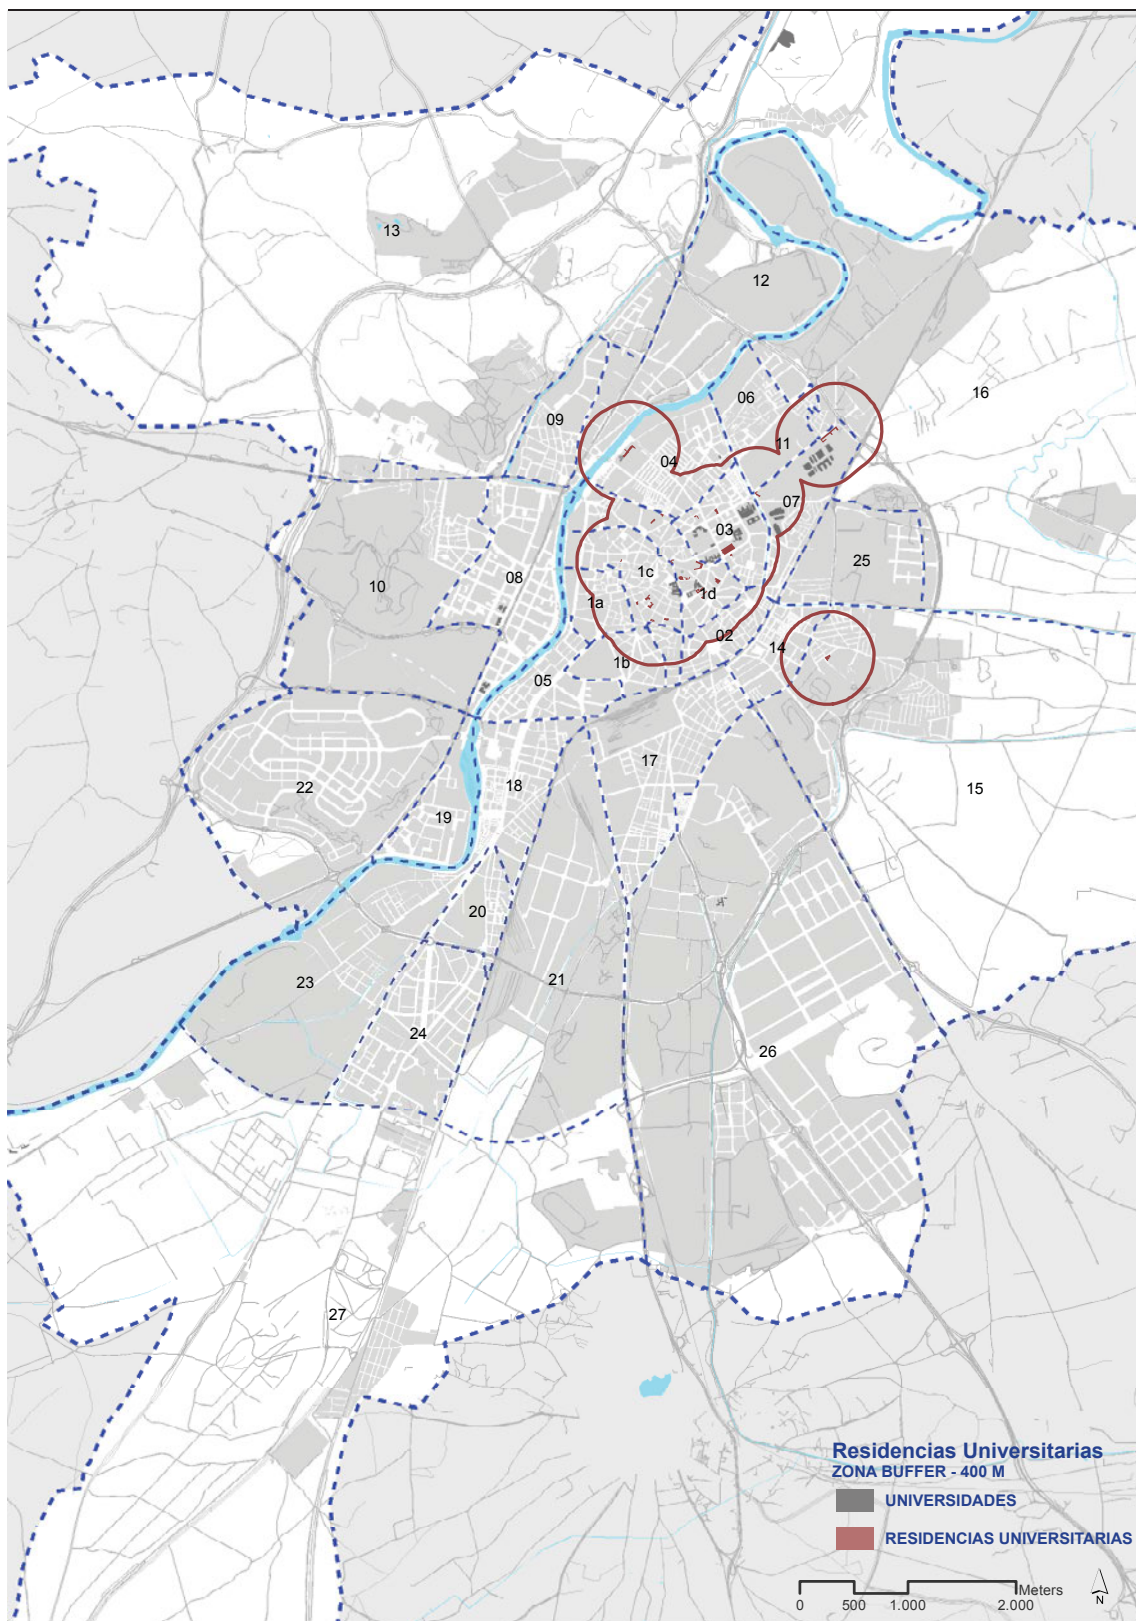 13
12
16
06
09
11
04
07
03
25
1c
10
08
1d
1a
02
14
1b
05
17
22
18
15
19
20
23
21
24
26
27
Residencias Universitarias
ZONA BUFFER - 400 M
UNIVERSIDADES
RESIDENCIAS UNIVERSITARIAS
Meters
0 500 1.000 2.000
N